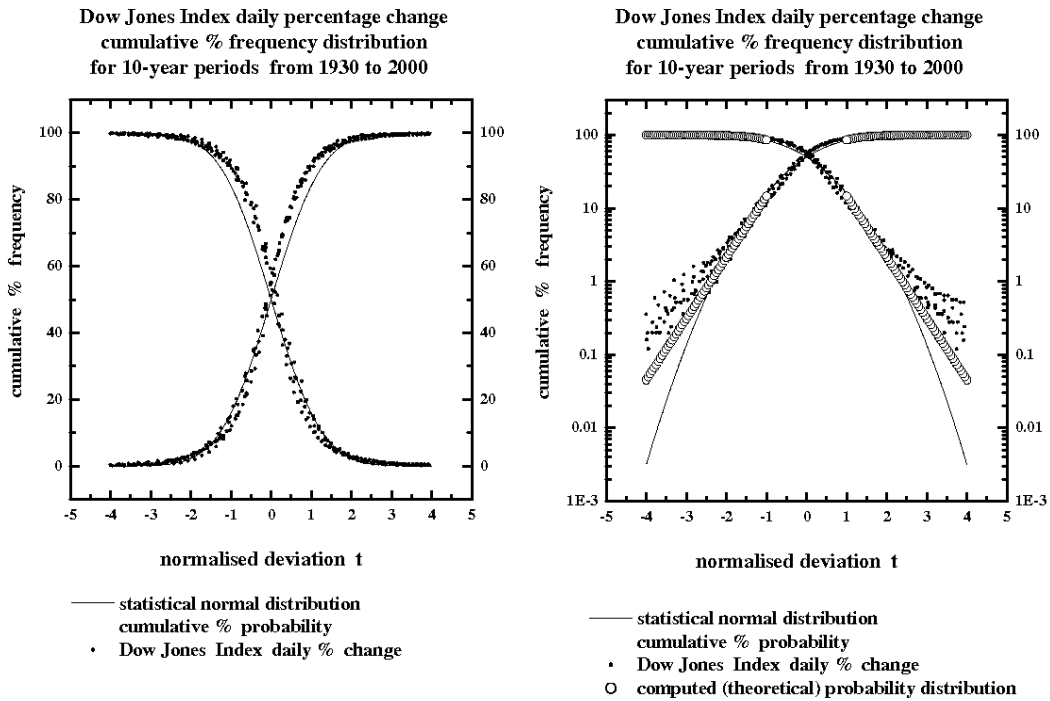 Dow Jones Index daily percentage change
cumulative % frequency distribution
for 10-year periods from 1930 to 2000
100
80
60
40
20
0
100
80
60
40
20
0
cumulative % frequency
-5 -4 -3 -2 -1 0 1 2 3 4 5
normalised deviation t
statistical normal distribution
cumulative % probability
Dow Jones Index daily % change
Dow Jones Index daily percentage change
cumulative % frequency distribution
for 10-year periods from 1930 to 2000
100
10
1
0.1
0.01
1E-3
100
10
1
0.1
0.01
1E-3
cumulative % frequency
-5 -4 -3 -2 -1 0 1 2 3 4 5
normalised deviation t
statistical normal distribution
cumulative % probability
Dow Jones Index daily % change
computed (theoretical) probability distribution